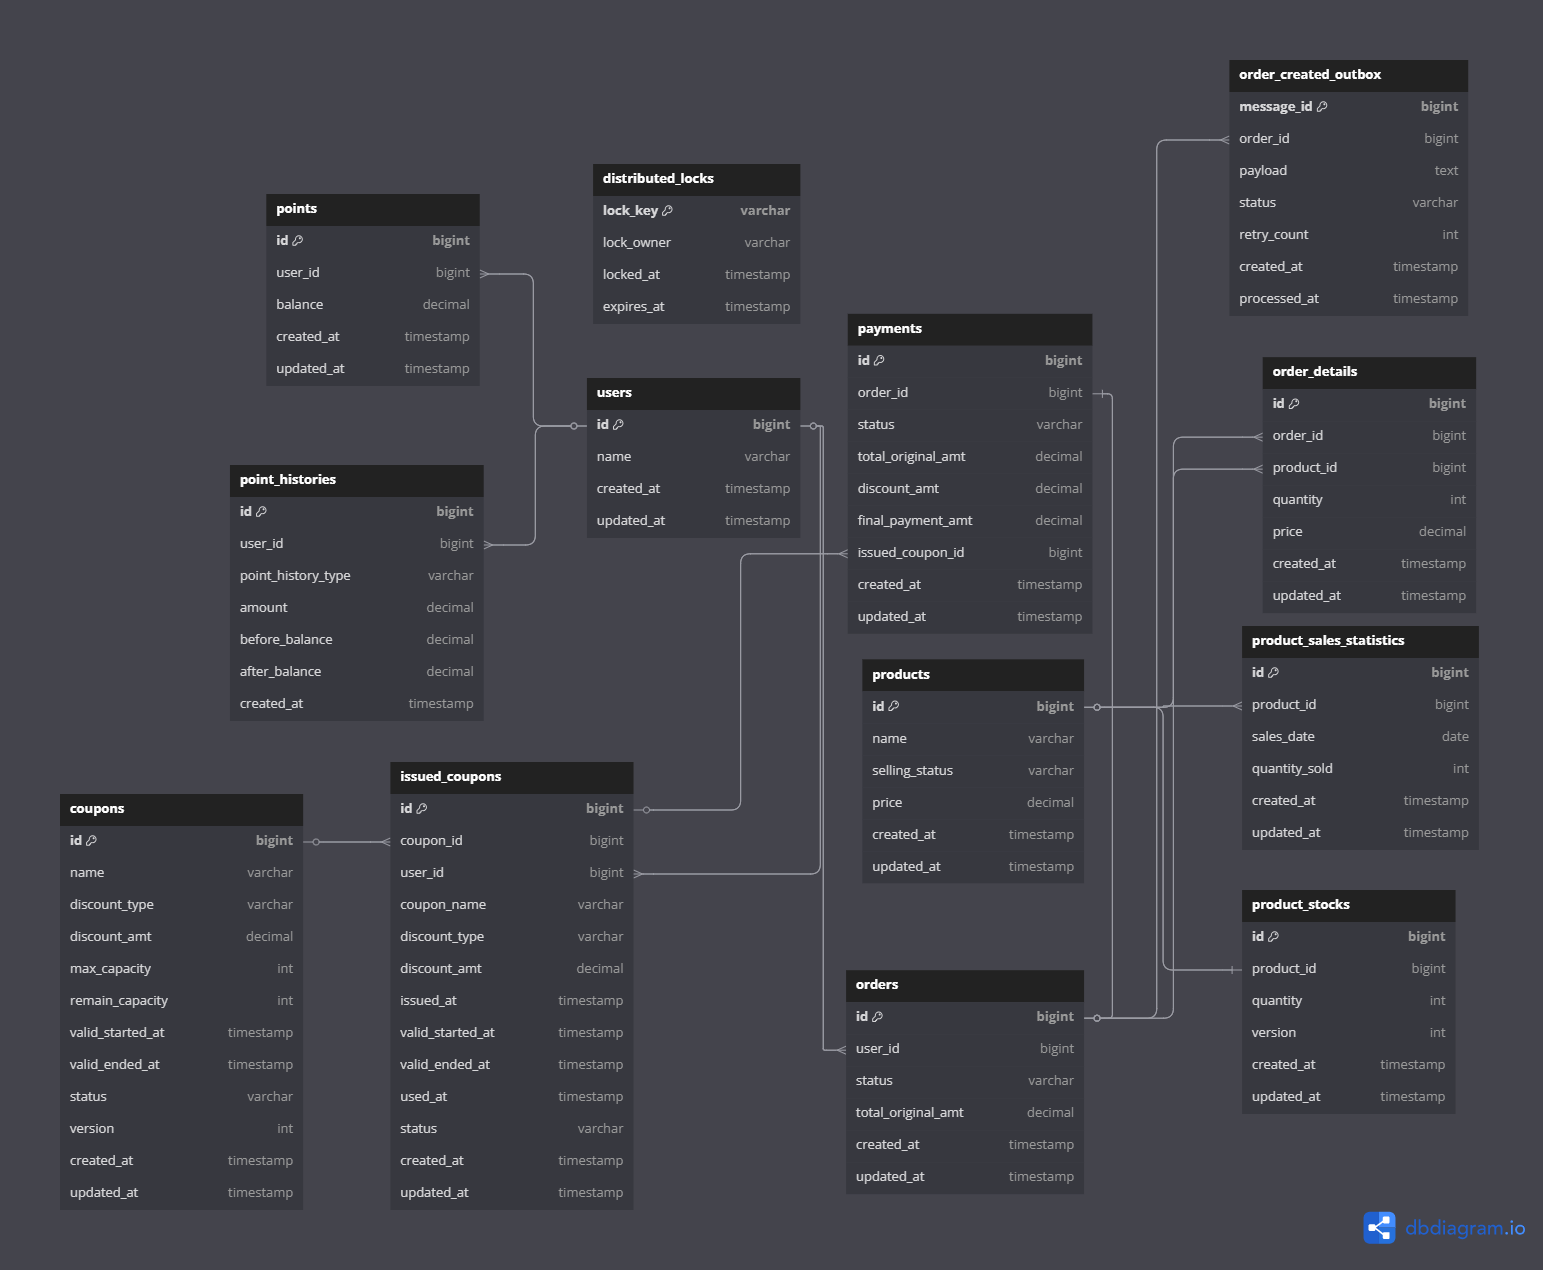 order_created_outbox
message_id bigint
order_id bigint
payload text
status varchar
retry_count int
created_at timestamp
processed_at timestamp
distributed_locks
lock_key varchar
lock_owner varchar
locked_at timestamp
expires_at timestamp
points
id bigint
user_id bigint
balance decimal
created_at timestamp
updated_at timestamp
payments
id bigint
order_id bigint
status varchar
total_original_amt decimal
discount_amt decimal
final_payment_amt decimal
issued_coupon_id bigint
created_at timestamp
updated_at timestamp
order_details
id bigint
order_id bigint
product_id bigint
quantity int
price decimal
created_at timestamp
updated_at timestamp
users
id bigint
name varchar
created_at timestamp
updated_at timestamp
point_histories
id bigint
user_id bigint
point_history_type varchar
amount decimal
before_balance decimal
after_balance decimal
created_at timestamp
product_sales_statistics
id bigint
product_id bigint
sales_date date
quantity_sold int
created_at timestamp
updated_at timestamp
products
id bigint
name varchar
selling_status varchar
price decimal
created_at timestamp
updated_at timestamp
issued_coupons
id bigint
coupon_id bigint
user_id bigint
coupon_name varchar
discount_type varchar
discount_amt decimal
issued_at timestamp
valid_started_at timestamp
valid_ended_at timestamp
used_at timestamp
status varchar
created_at timestamp
updated_at timestamp
coupons
id bigint
name varchar
discount_type varchar
discount_amt decimal
max_capacity int
remain_capacity int
valid_started_at timestamp
valid_ended_at timestamp
status varchar
version int
created_at timestamp
updated_at timestamp
product_stocks
id bigint
product_id bigint
quantity int
version int
created_at timestamp
updated_at timestamp
orders
id bigint
user_id bigint
status varchar
total_original_amt decimal
created_at timestamp
updated_at timestamp
dbdiagram.io